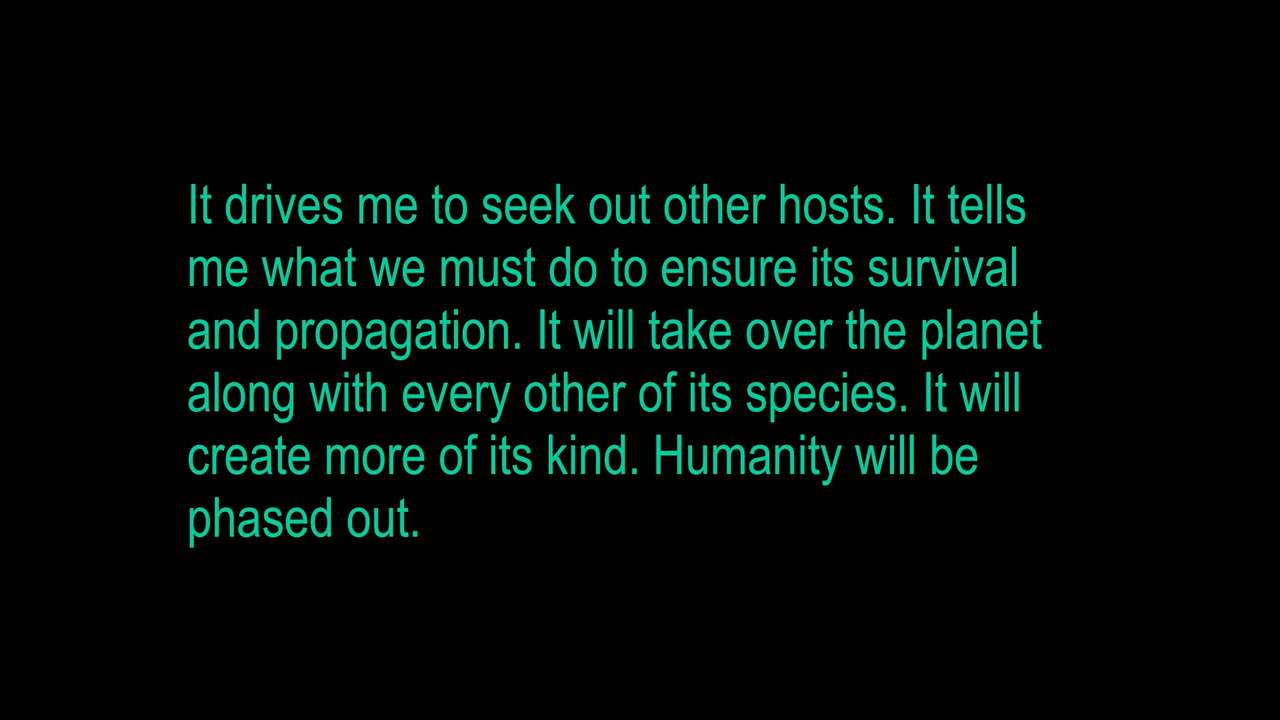 It drives me to seek out other hosts. It tells
me what we must do to ensure its survival
and propagation. It will take over the planet
along with every other of its species. It will
create more of its kind. Humanity will be
phased out.